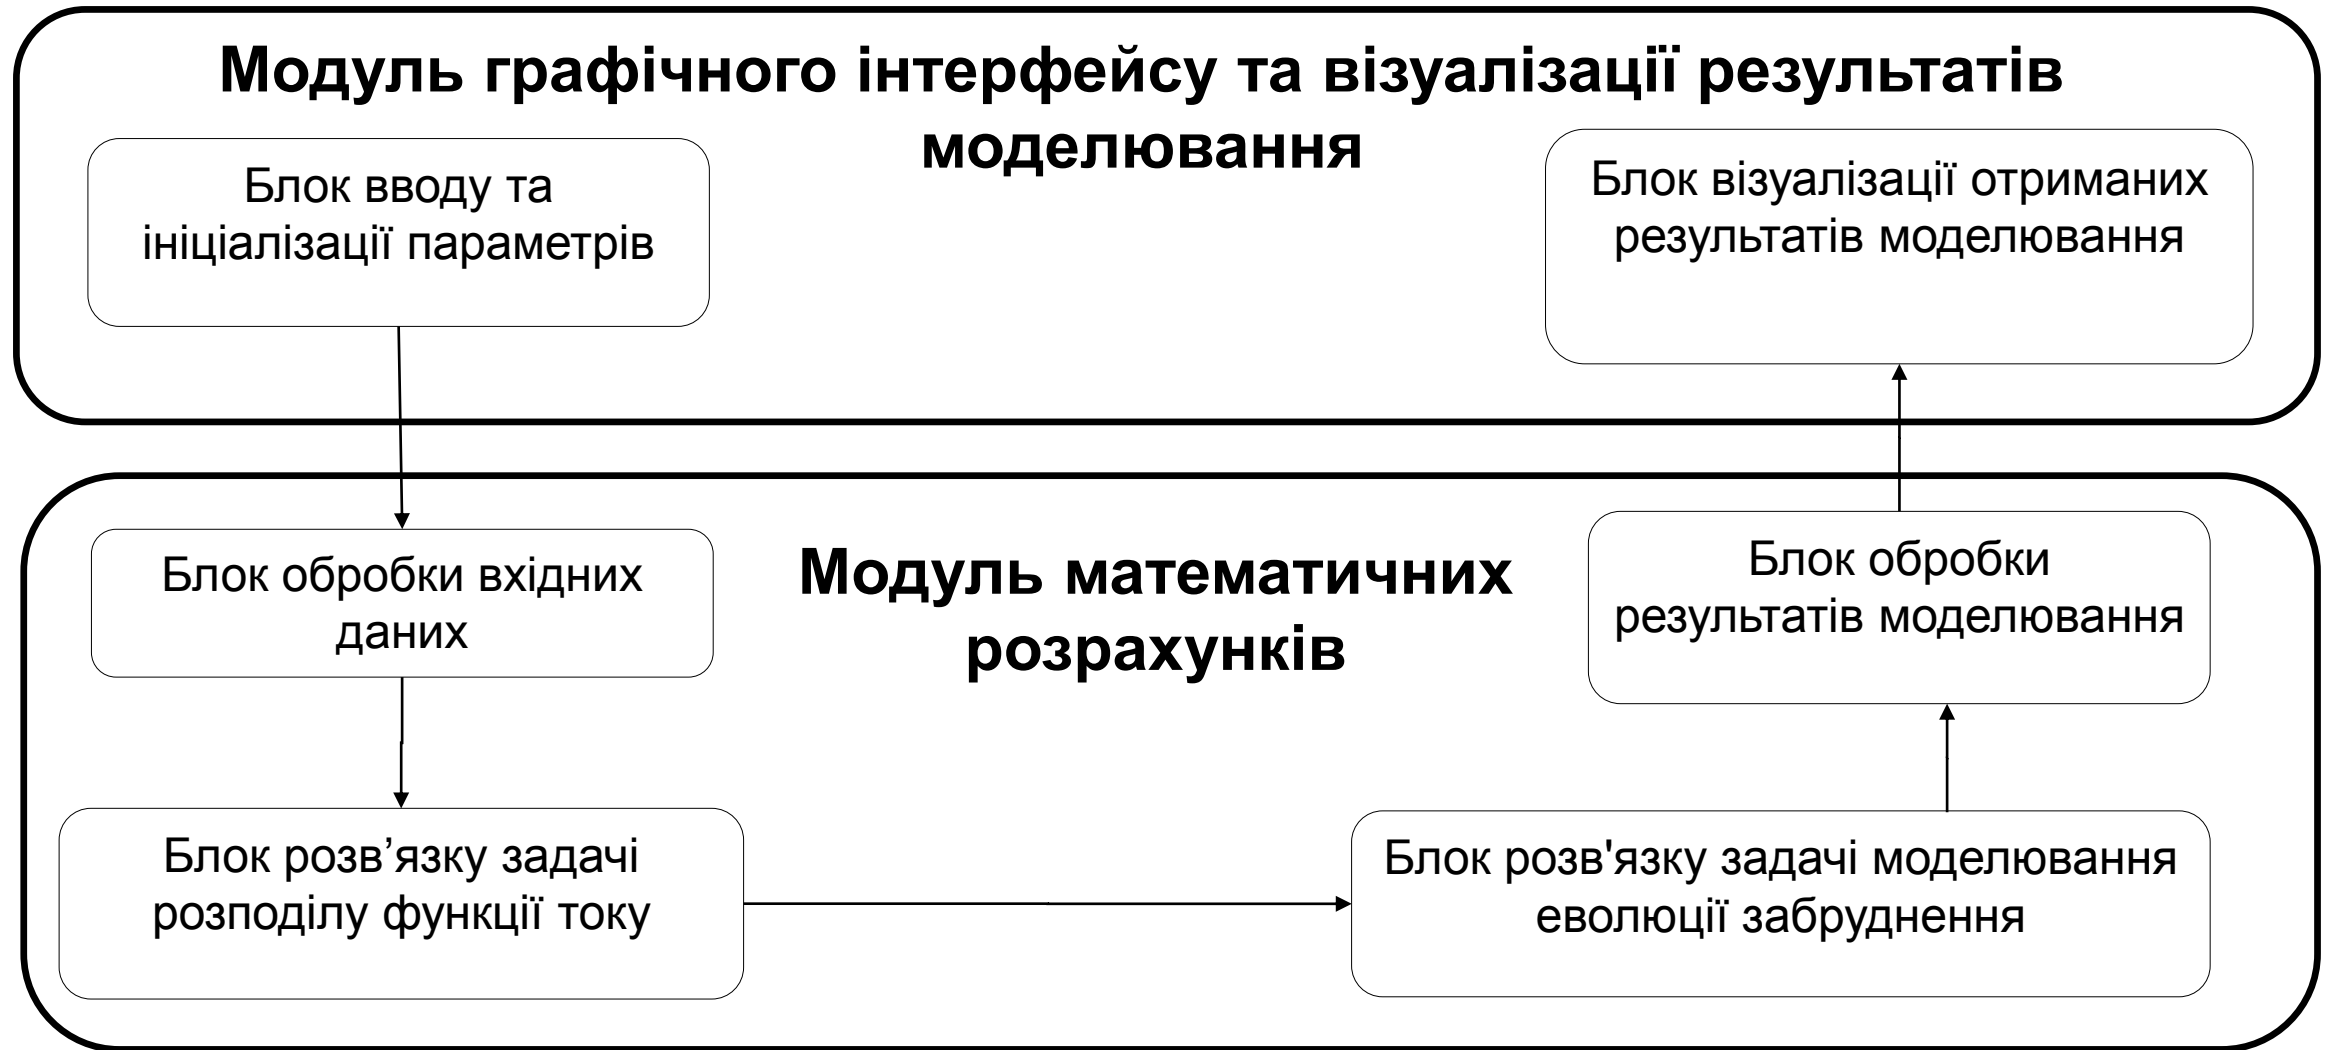 Модуль графічного інтерфейсу та візуалізації результатів
моделювання
Блок вводу та
ініціалізації параметрів
Блок візуалізації отриманих
результатів моделювання
Блок обробки вхідних
даних
Модуль математичних
розрахунків
Блок обробки
результатів моделювання
Блок розв’язку задачі
розподілу функції току
Блок розв'язку задачі моделювання
еволюції забруднення